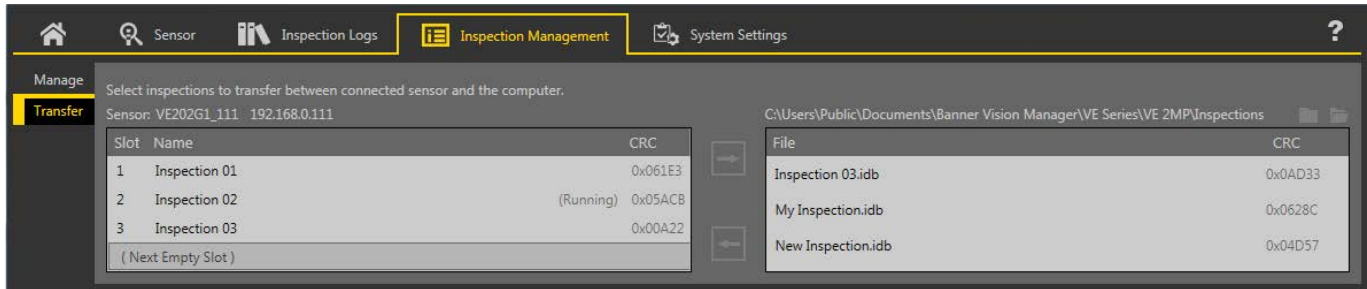 Sensor Inspection Logs Inspection Management System Settings ?
Manage
Transfer
Select inspections to transfer between connected sensor and the computer.
Sensor: VE202G1_111 192.168.0.111
Slot Name CRC
1 Inspection 01 0x061E3
2 Inspection 02 (Running) 0x05ACB
3 Inspection 03 0x00A22
( Next Empty Slot )
C:\Users\Public\Documents\Banner Vision Manager\VE Series\VE 2MP\Inspections
File CRC
Inspection 03.idb 0x0AD33
My Inspection.idb 0x0628C
New Inspection.idb 0x04D57